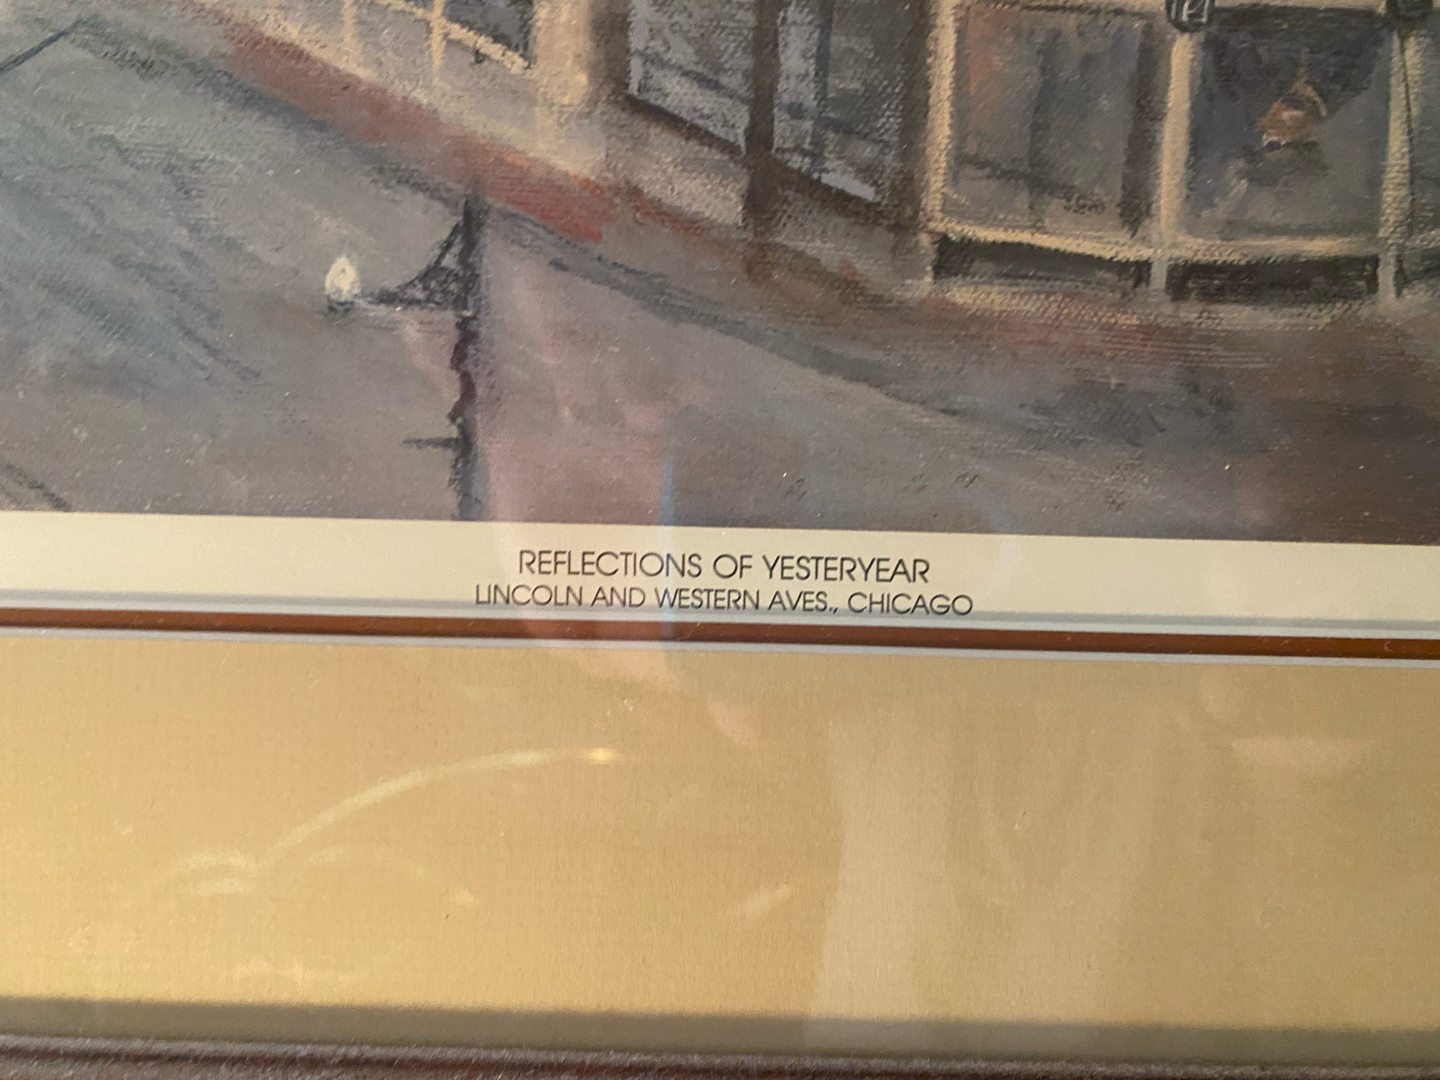 REFLECTIONS OF YESTERYEAR
LINCOLN AND WESTERN AVES., CHICAGO